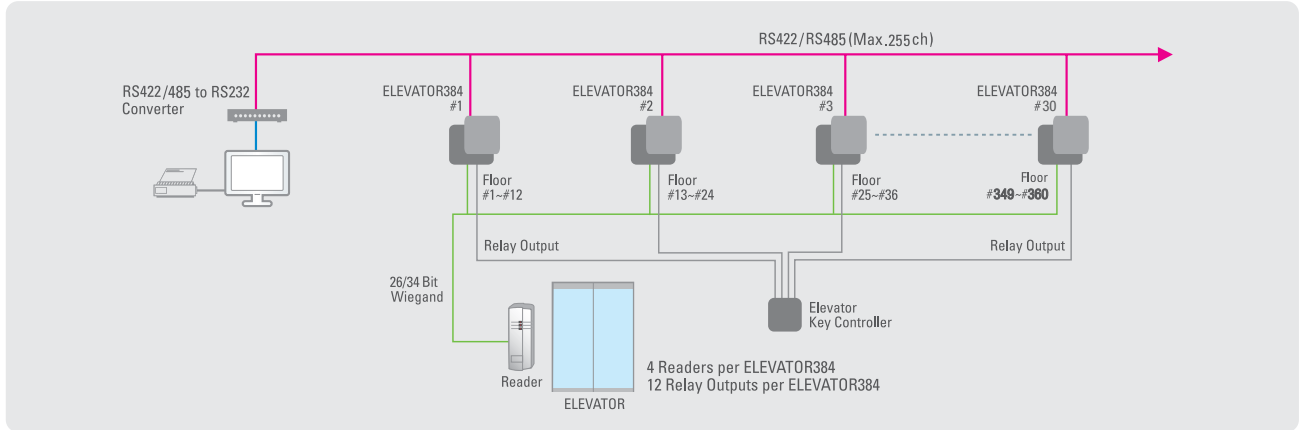 RS422/RS485(Max.255ch)
RS422/485 to RS232
Converter
ELEVATOR384
#1
ELEVATOR384
#2
ELEVATOR384
#3
ELEVATOR384
#30
Floor
#1~#12
Floor
#13~#24
Floor
#25~#36
Floor
#349~#360
Relay Output
Relay Output
26/34 Bit
Wiegand
Elevator
Key Controller
Reader
ELEVATOR
4 Readers per ELEVATOR384
12 Relay Outputs per ELEVATOR384